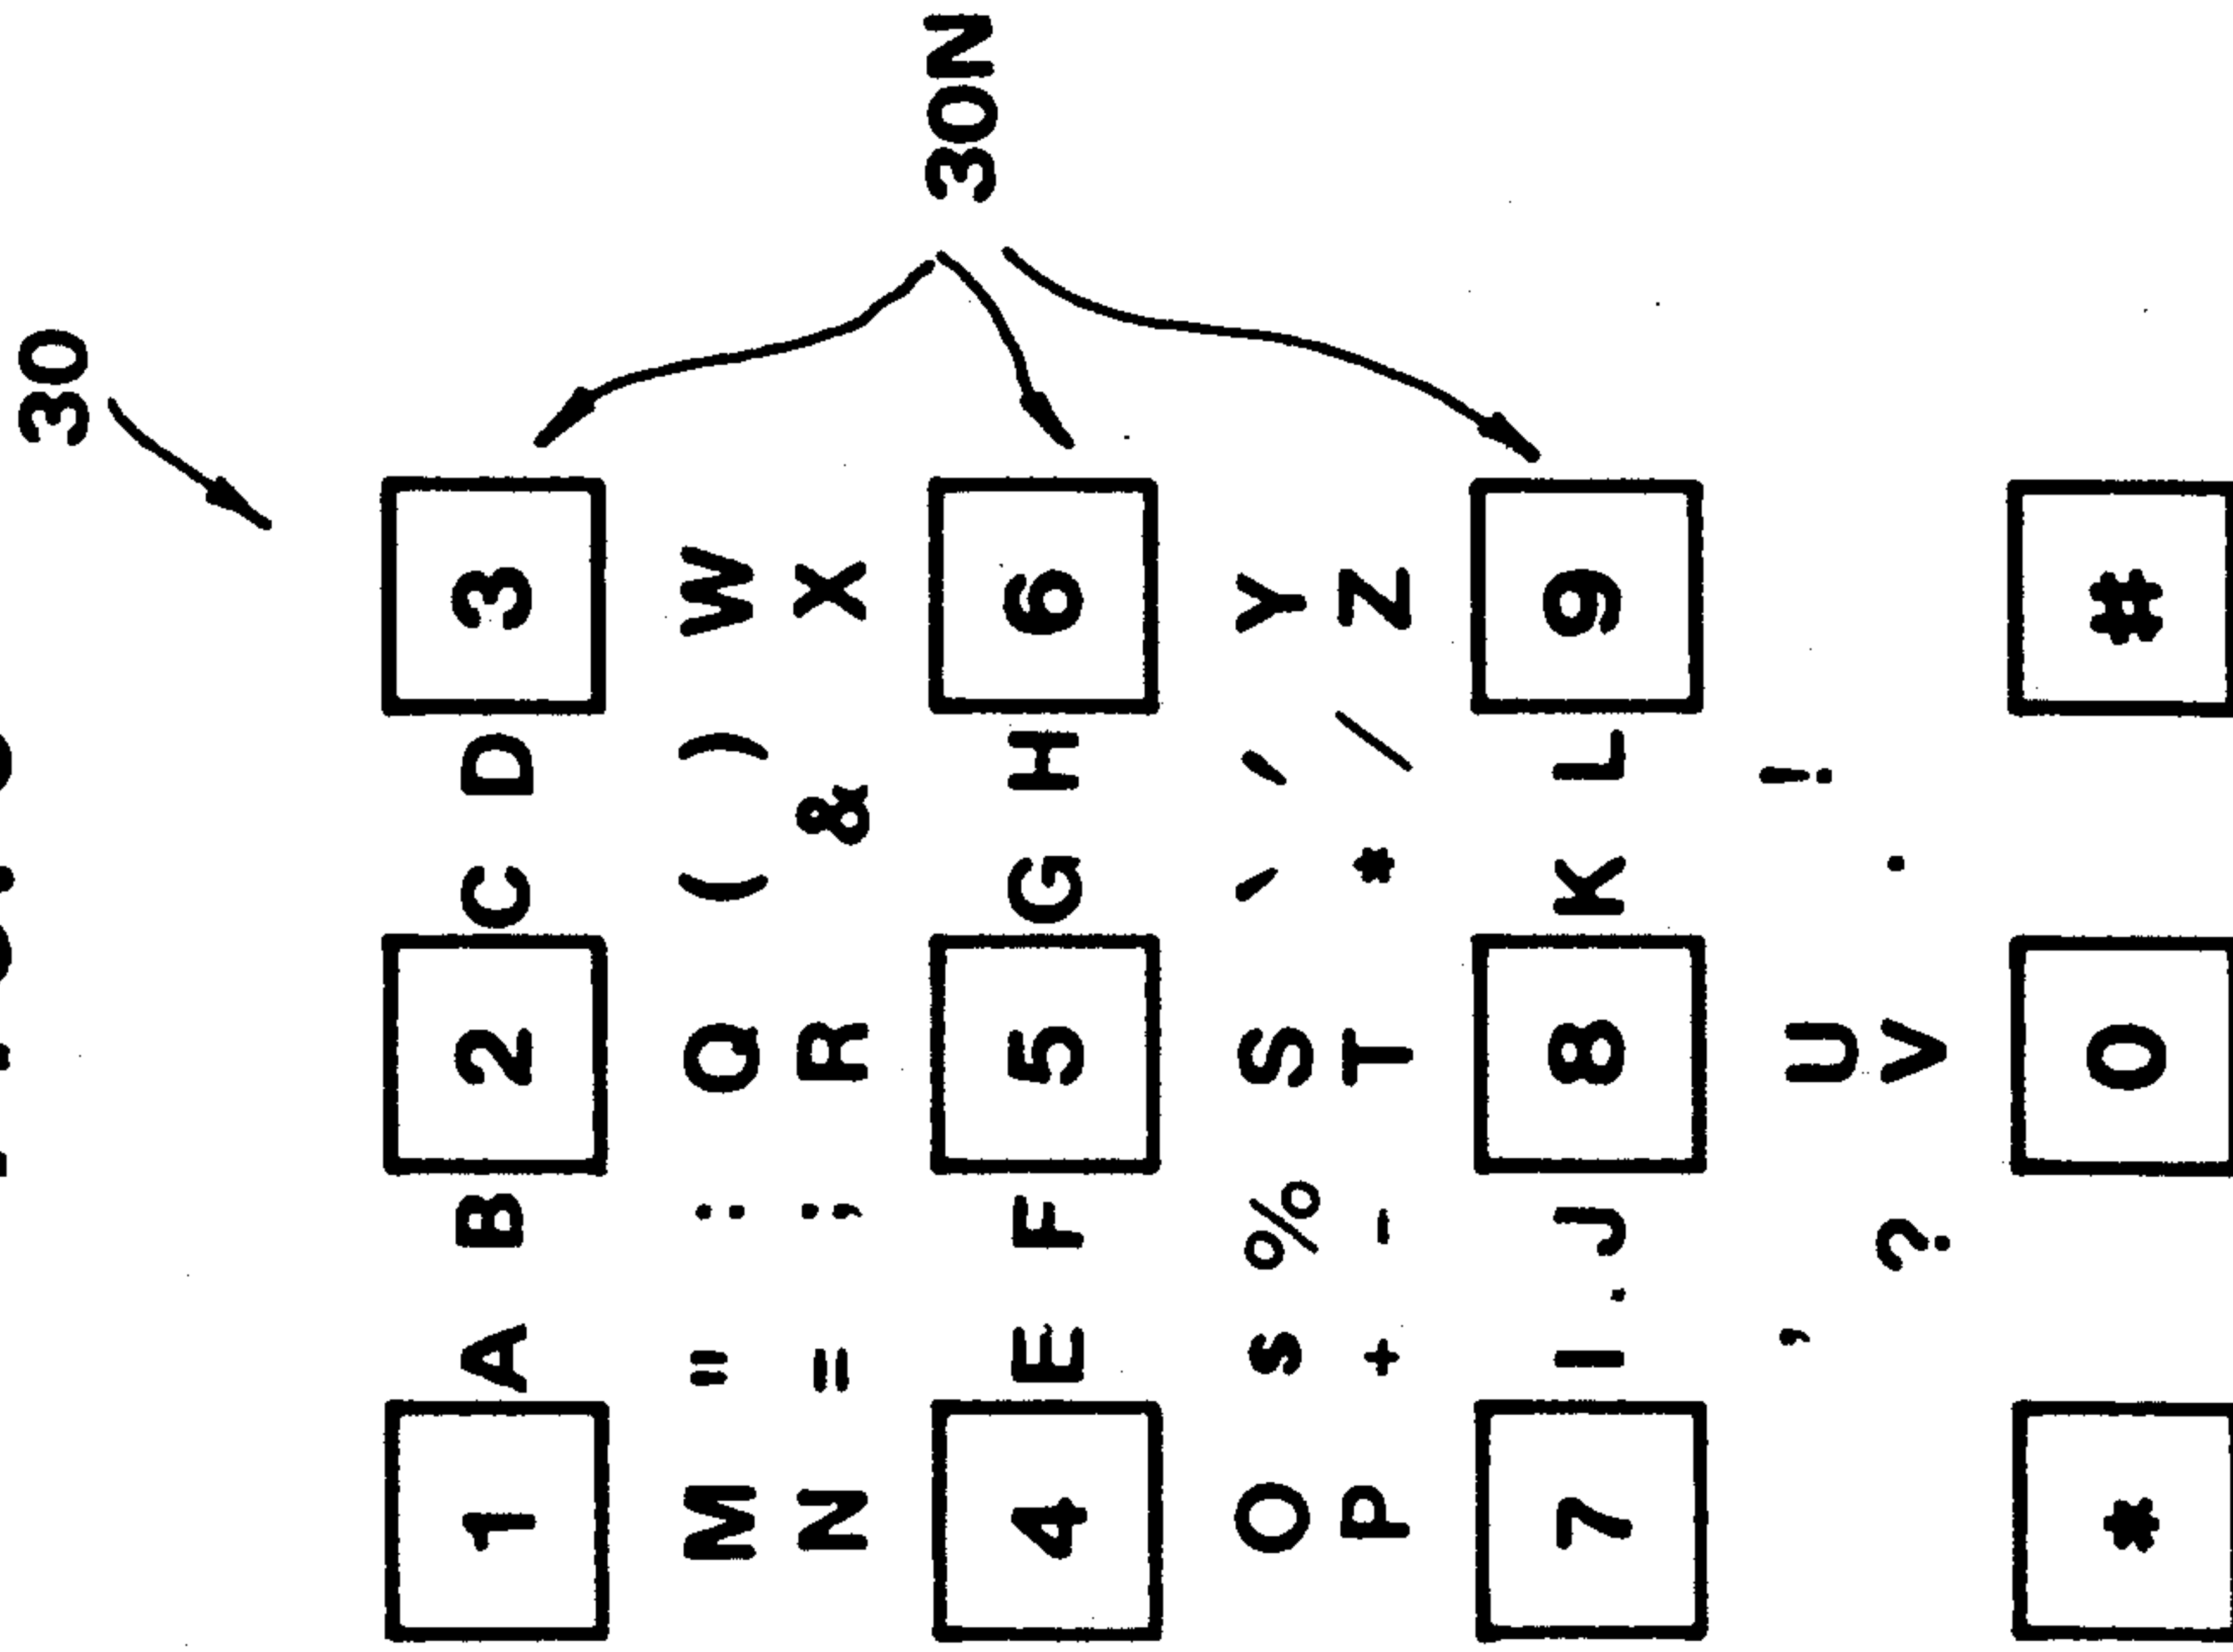 30
1 A B 2 C D 3
M " : Q ( ) W
N = ; R & X
30N
4 E F 5 G H 6
O s % S ` ' Y
P + - T * / Z
7 I . J 8 K L 9
, U !
? V .
* 0 #